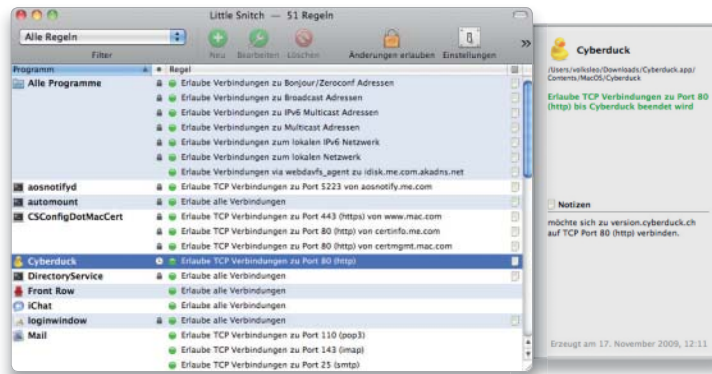 Little Snitch — 51 Regeln
Alle Regeln
Filter
Neu
Bearbeiten
Löschen
Änderungen erlauben
Einstellungen
»
Programm
Regel
Alle Programme
Erlaube Verbindungen zu Bonjour/Zeroconf Adressen
Erlaube Verbindungen zu Broadcast Adressen
Erlaube Verbindungen zu IPv6 Multicast Adressen
Erlaube Verbindungen zu Multicast Adressen
Erlaube Verbindungen zum lokalen IPv6 Netzwerk
Erlaube Verbindungen zum lokalen Netzwerk
Erlaube Verbindungen via webdavfs_agent zu idisk.me.com.akadns.net
aosnotifyd
Erlaube TCP Verbindungen zu Port 5223 von aosnotify.me.com
automount
Erlaube alle Verbindungen
CSConfigDotMacCert
Erlaube TCP Verbindungen zu Port 443 (https) von www.mac.com
Erlaube TCP Verbindungen zu Port 80 (http) von certinfo.me.com
Erlaube TCP Verbindungen zu Port 80 (http) von certmgmt.mac.com
Cyberduck
Erlaube TCP Verbindungen zu Port 80 (http)
DirectoryService
Erlaube alle Verbindungen
Front Row
Erlaube alle Verbindungen
iChat
Erlaube alle Verbindungen
loginwindow
Erlaube alle Verbindungen
Mail
Erlaube TCP Verbindungen zu Port 110 (pop3)
Erlaube TCP Verbindungen zu Port 143 (imap)
Erlaube TCP Verbindungen zu Port 25 (smtp)
Cyberduck
/Users/volksleo/Downloads/Cyberduck.app/
Contents/MacOS/Cyberduck
Erlaube TCP Verbindungen zu Port 80
(http) bis Cyberduck beendet wird
Notizen
möchte sich zu version.cyberduck.ch
auf TCP Port 80 (http) verbinden.
Erzeugt am 17. November 2009, 12:11